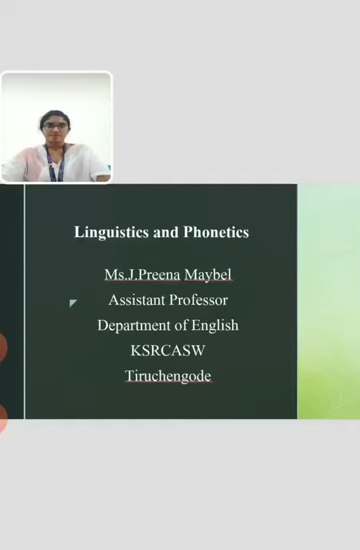 Linguistics and Phonetics
Ms.J.Preena Maybel
Assistant Professor
Department of English
KSRCASW
Tiruchengode